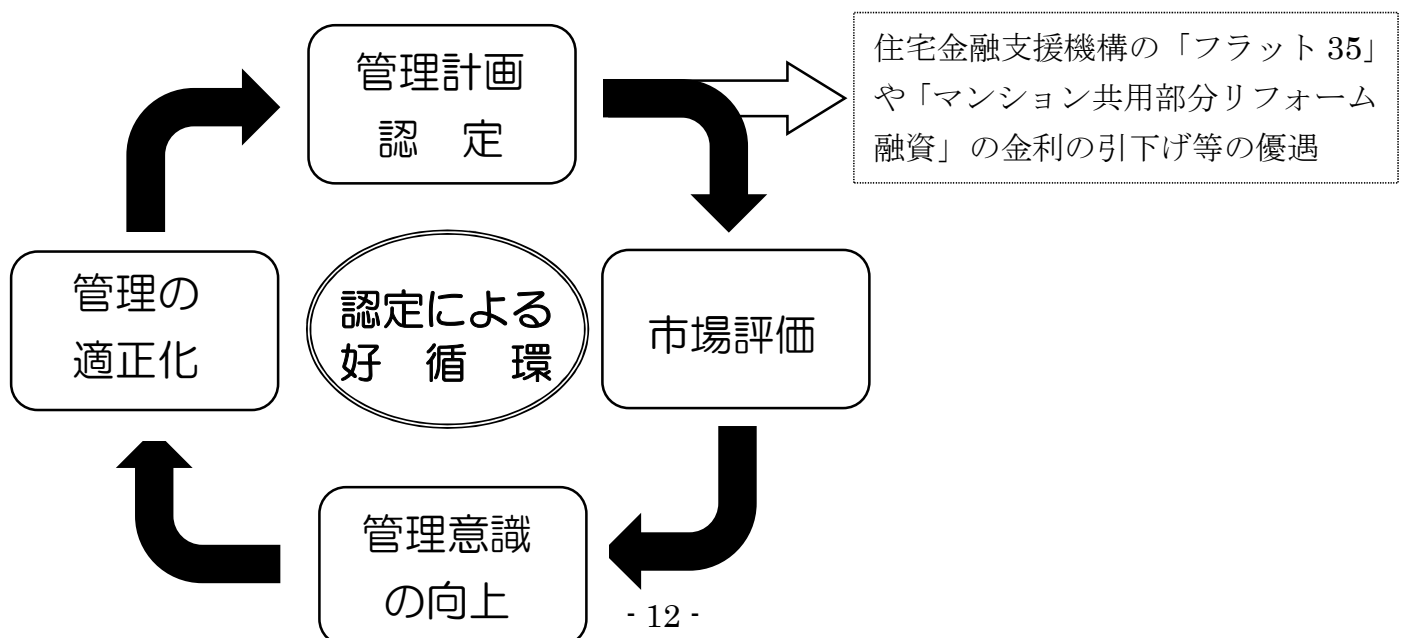 管理計画
認　定
住宅金融支援機構の「フラット 35」
や「マンション共用部分リフォーム
融資」の金利の引下げ等の優遇
管理の
適正化
認定による
好　循　環
市場評価
管理意識
の向上
- 12 -